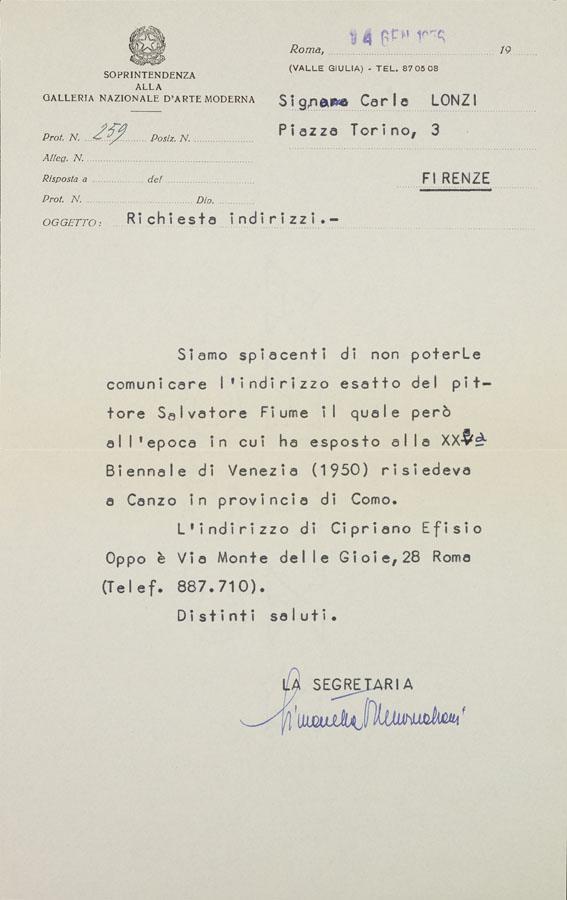 SOPRINTENDENZA
ALLA
GALLERIA NAZIONALE D'ARTE MODERNA
Roma, 14 GEN 19
(VALLE GIULIA) - TEL. 87 05 08
Carla LONZI
Piazza Torino, 3
FIRENZE
Prot. N. 259 Posiz. N.
Alleg. N.
Risposta a del
Prot. N. Div.
OGGETTO: Richiesta indirizzi.-
Siamo spiacenti di non poterLe
comunicare l'indirizzo esatto del pit-
tore Salvatore Fiume il quale però
all'epoca in cui ha esposto alla XXVa
Biennale di Venezia (1950) risiedeva
a Canzo in provincia di Como.
L'indirizzo di Cipriano Efisio
Oppo è Via Monte delle Gioie,28 Roma
(Telef. 887.710).
Distinti saluti.
LA SEGRETARIA